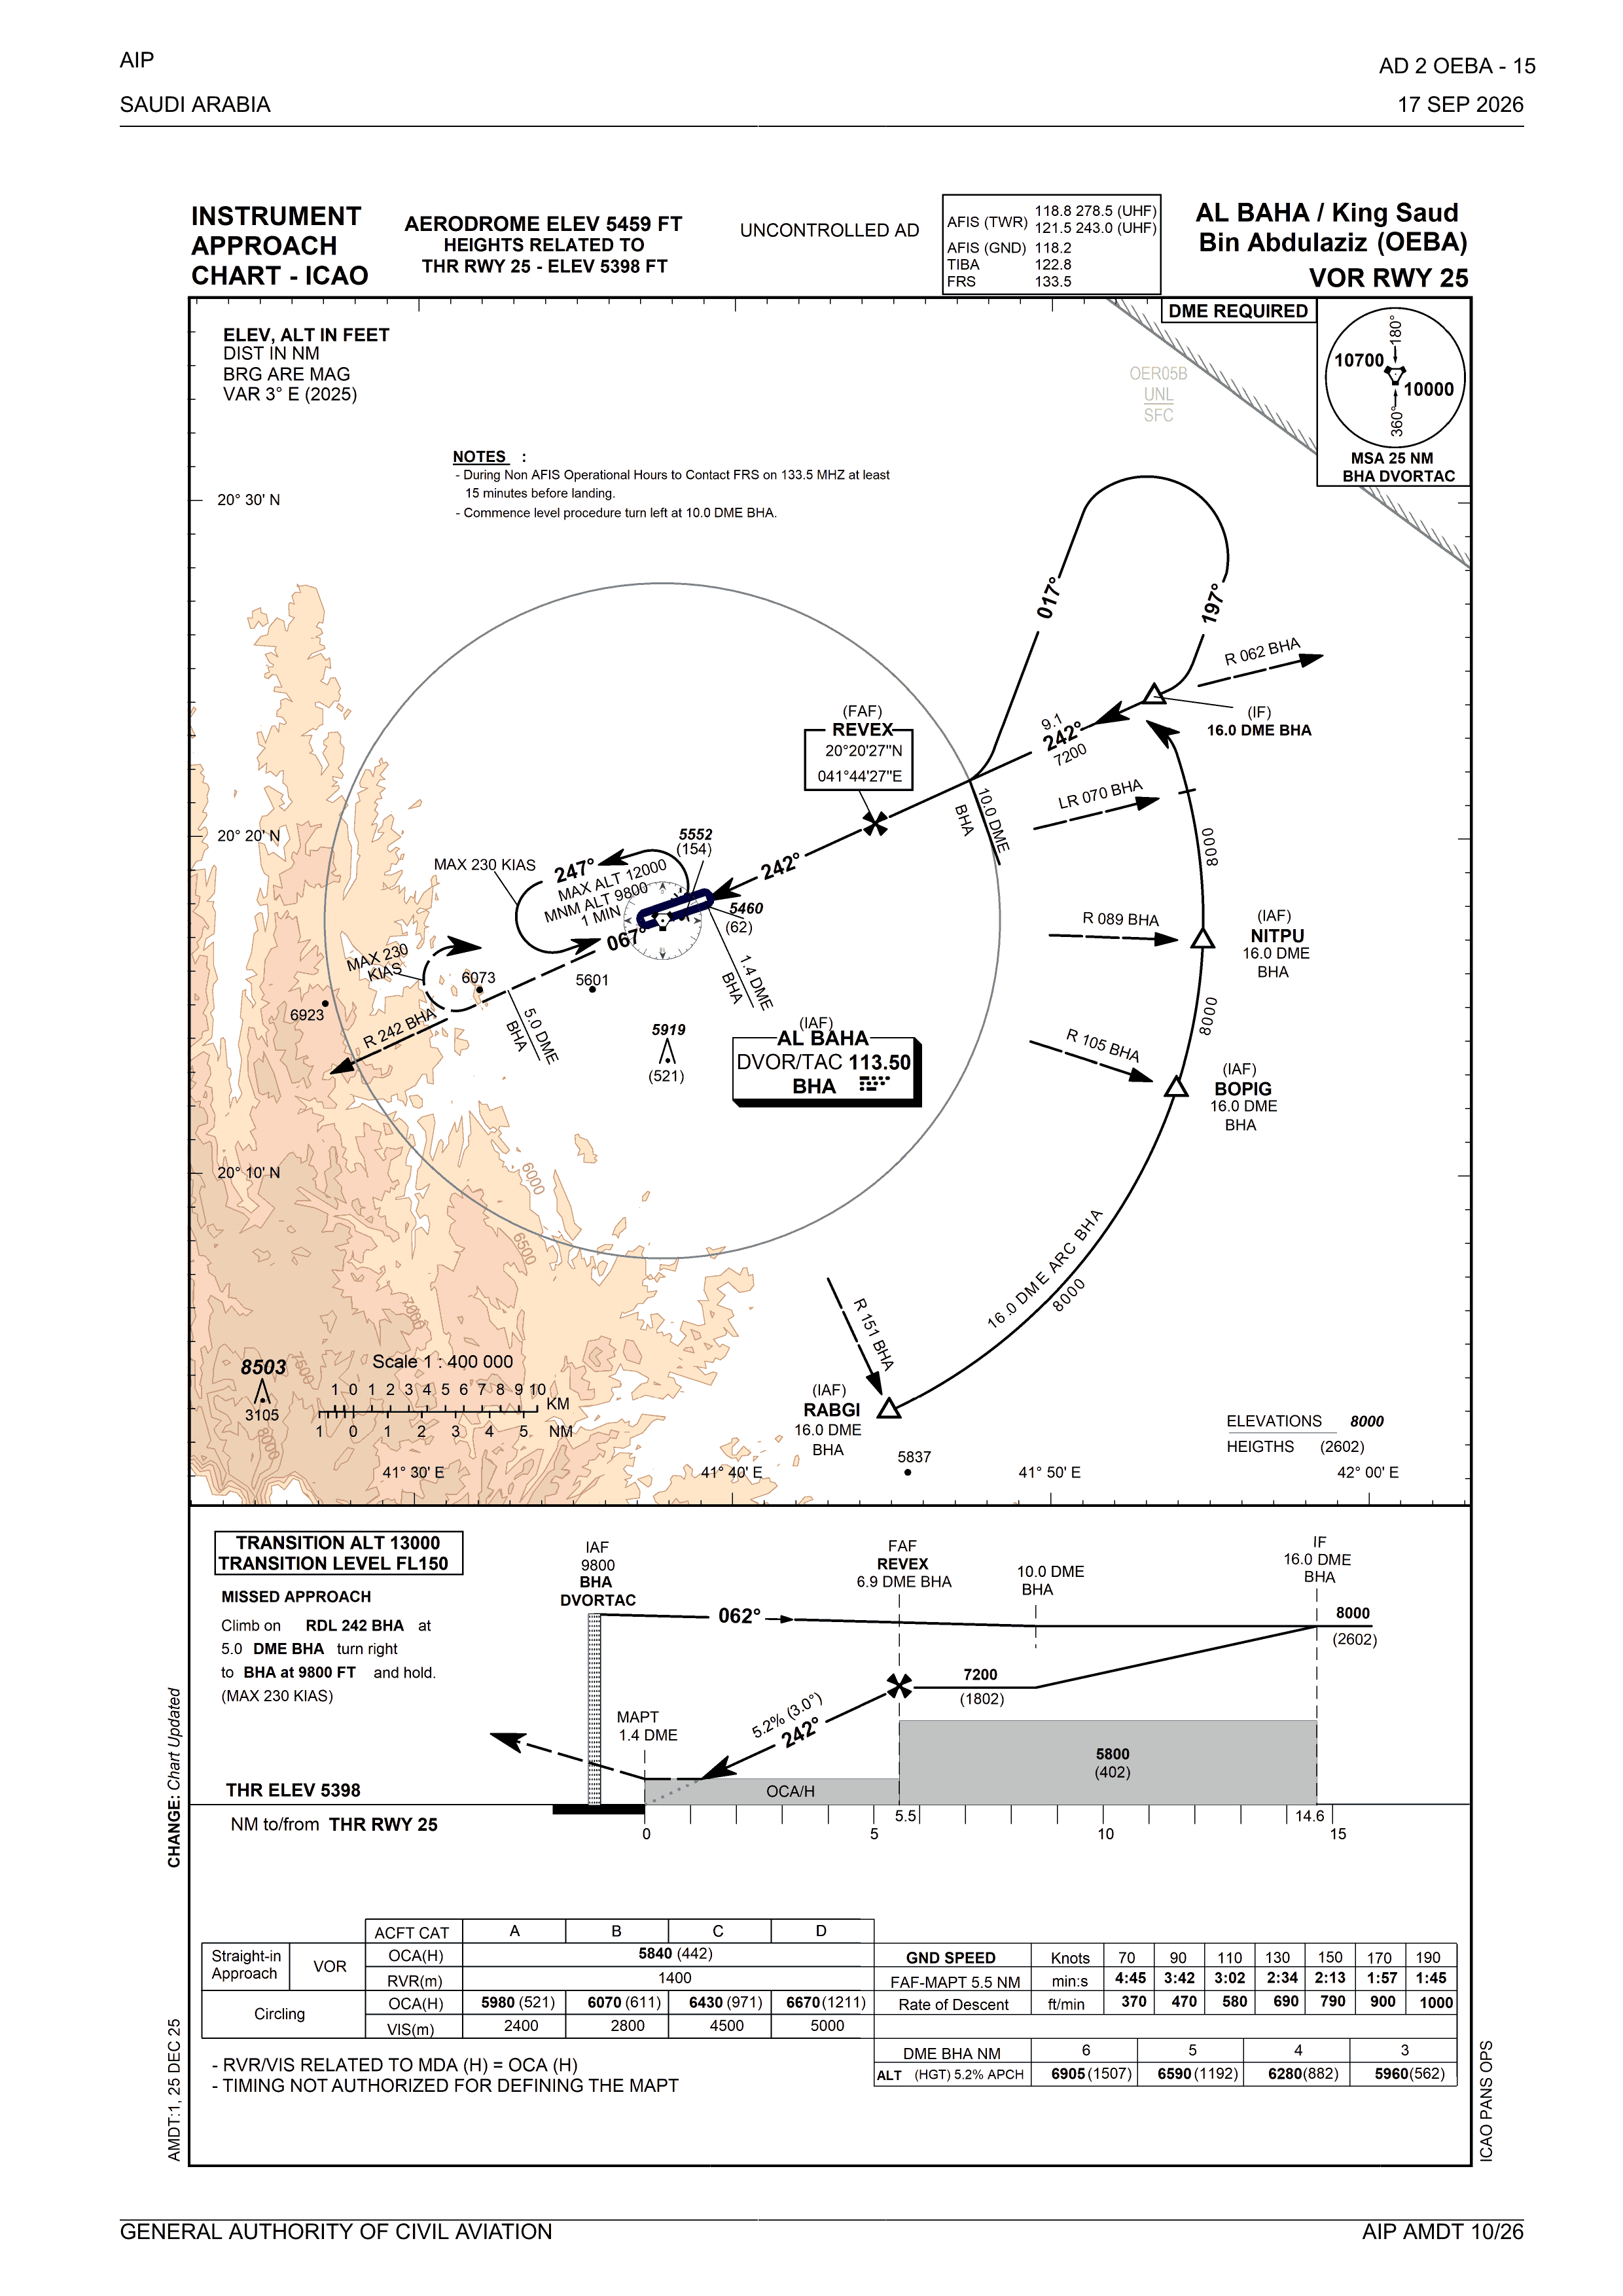 AIP
AD 2 OEBA - 15
SAUDI ARABIA
17 SEP 2026
INSTRUMENT
APPROACH
CHART - ICAO
AERODROME ELEV 5459 FT
HEIGHTS RELATED TO
THR RWY 25 - ELEV 5398 FT
UNCONTROLLED AD
AFIS (TWR) 118.8 278.5 (UHF)
121.5 243.0 (UHF)
AFIS (GND) 118.2
TIBA 122.8
FRS 133.5
AL BAHA / King Saud
Bin Abdulaziz (OEBA)
VOR RWY 25
ELEV, ALT IN FEET
DIST IN NM
BRG ARE MAG
VAR 3° E (2025)
DME REQUIRED
OER05B
UNL
SFC
180°
10700
10000
360°
MSA 25 NM
BHA DVORTAC
NOTES :
- During Non AFIS Operational Hours to Contact FRS on 133.5 MHZ at least
15 minutes before landing.
- Commence level procedure turn left at 10.0 DME BHA.
20° 30' N
017°
197°
R 062 BHA
(IF)
16.0 DME BHA
(FAF)
REVEX
20°20'27"N
041°44'27"E
9.1
242°
7200
10.0 DME
BHA
LR 070 BHA
8000
20° 20' N
5552
(154)
MAX 230 KIAS
247°
MAX ALT 12000
MNM ALT 9800
1 MIN
067°
242°
5460
(62)
R 089 BHA
(IAF)
NITPU
16.0 DME
BHA
MAX 230
KIAS
6073
5601
6923
R 242 BHA
5.0 DME
BHA
1.4 DME
BHA
5919
(521)
(IAF)
AL BAHA
DVOR/TAC 113.50
BHA
8000
R 105 BHA
(IAF)
BOPIG
16.0 DME
BHA
20° 10' N
6000
6500
7000
7500
8000
16.0 DME ARC BHA
8000
R 151 BHA
8503
3105
Scale 1 : 400 000
1 0 1 2 3 4 5 6 7 8 9 10
KM
1 0 1 2 3 4 5 NM
(IAF)
RABGI
16.0 DME
BHA
5837
ELEVATIONS 8000
HEIGTHS (2602)
41° 30' E
41° 40' E
41° 50' E
42° 00' E
TRANSITION ALT 13000
TRANSITION LEVEL FL150
MISSED APPROACH
Climb on RDL 242 BHA at
5.0 DME BHA turn right
to BHA at 9800 FT and hold.
(MAX 230 KIAS)
IAF
9800
BHA
DVORTAC
FAF
REVEX
6.9 DME BHA
10.0 DME
BHA
IF
16.0 DME
BHA
062°
8000
(2602)
7200
(1802)
MAPT
1.4 DME
5.2% (3.0°)
242°
5800
(402)
OCA/H
THR ELEV 5398
NM to/from THR RWY 25
5.5
14.6
0
5
10
15
ACFT CAT A B C D
Straight-in
Approach
VOR
OCA(H) 5840 (442)
RVR(m) 1400
Circling
OCA(H) 5980 (521) 6070 (611) 6430 (971) 6670 (1211)
VIS(m) 2400 2800 4500 5000
GND SPEED Knots 70 90 110 130 150 170 190
FAF-MAPT 5.5 NM min:s 4:45 3:42 3:02 2:34 2:13 1:57 1:45
Rate of Descent ft/min 370 470 580 690 790 900 1000
DME BHA NM 6 5 4 3
ALT (HGT) 5.2% APCH 6905 (1507) 6590 (1192) 6280 (882) 5960 (562)
- RVR/VIS RELATED TO MDA (H) = OCA (H)
- TIMING NOT AUTHORIZED FOR DEFINING THE MAPT
CHANGE: Chart Updated
AMDT:1, 25 DEC 25
ICAO PANS OPS
GENERAL AUTHORITY OF CIVIL AVIATION
AIP AMDT 10/26